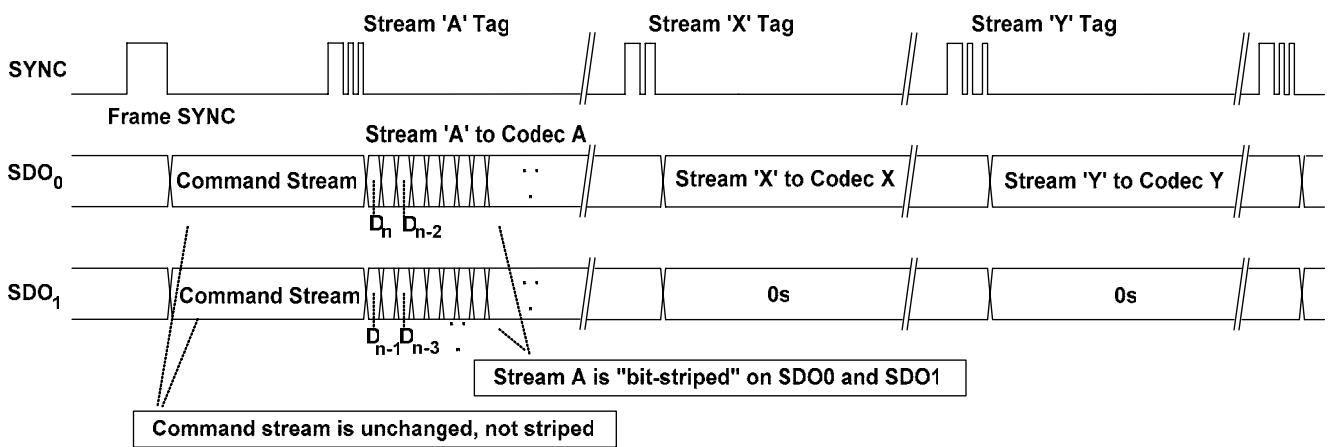 Stream 'A' Tag
Stream 'X' Tag
Stream 'Y' Tag
SYNC
Frame SYNC
Stream 'A' to Codec A
SDO0
Command Stream
Stream 'X' to Codec X
Stream 'Y' to Codec Y
Dn
Dn-2
SDO1
Command Stream
0s
0s
Dn-1
Dn-3
Stream A is "bit-striped" on SDO0 and SDO1
Command stream is unchanged, not striped